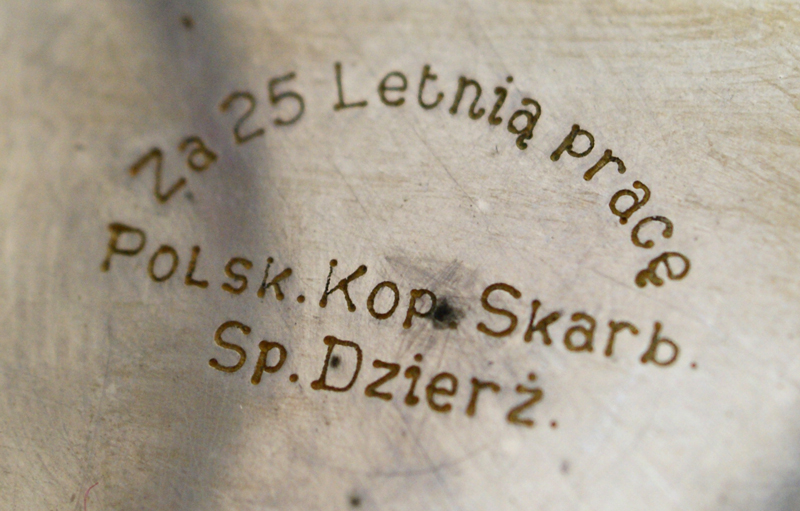 Za 25 Letnią pracę
Polsk. Kop. Skarb.
Sp. Dzierż.